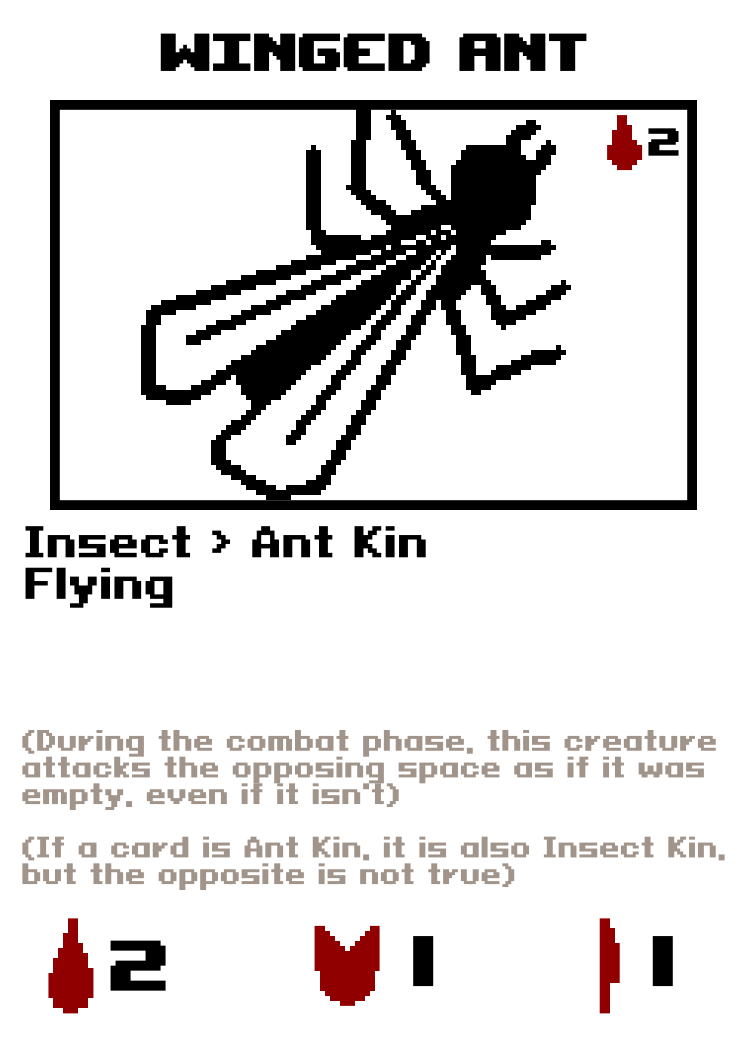 WINGED ANT
2
Insect > Ant Kin
Flying
(During the combat phase, this creature
attacks the opposing space as if it was
empty, even if it isn't)
(If a card is Ant Kin, it is also Insect Kin,
but the opposite is not true)
2 1 1